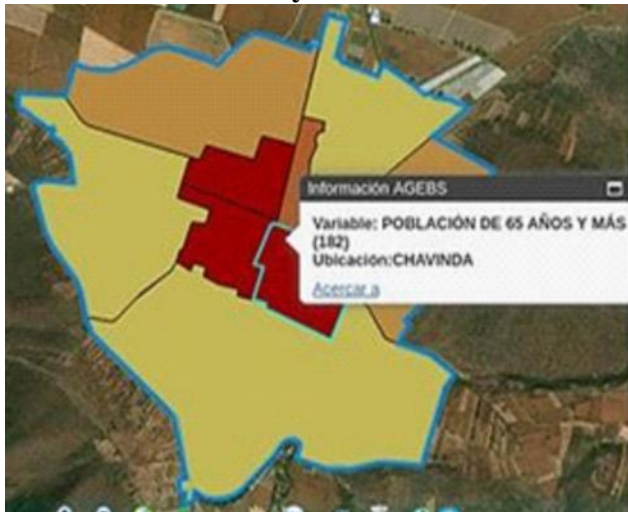 Información AGEBS
Variable: POBLACIÓN DE 65 AÑOS Y MÁS
(182)
Ubicación:CHAVINDA
Acercar a